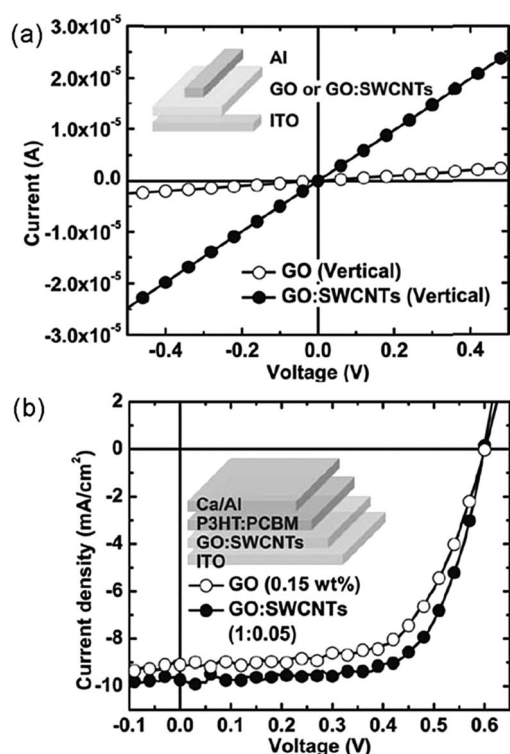 (a)
3.0x10⁻⁵
2.0x10⁻⁵
1.0x10⁻⁵
0.0
-1.0x10⁻⁵
-2.0x10⁻⁵
-3.0x10⁻⁵
Current (A)
Al
GO or GO:SWCNTs
ITO
GO (Vertical)
GO:SWCNTs (Vertical)
-0.4 -0.2 0.0 0.2 0.4
Voltage (V)
(b)
2
0
-2
-4
-6
-8
-10
Current density (mA/cm²)
Ca/Al
P3HT:PCBM
GO:SWCNTs
ITO
GO (0.15 wt%)
GO:SWCNTs
(1:0.05)
-0.1 0.0 0.1 0.2 0.3 0.4 0.5 0.6
Voltage (V)